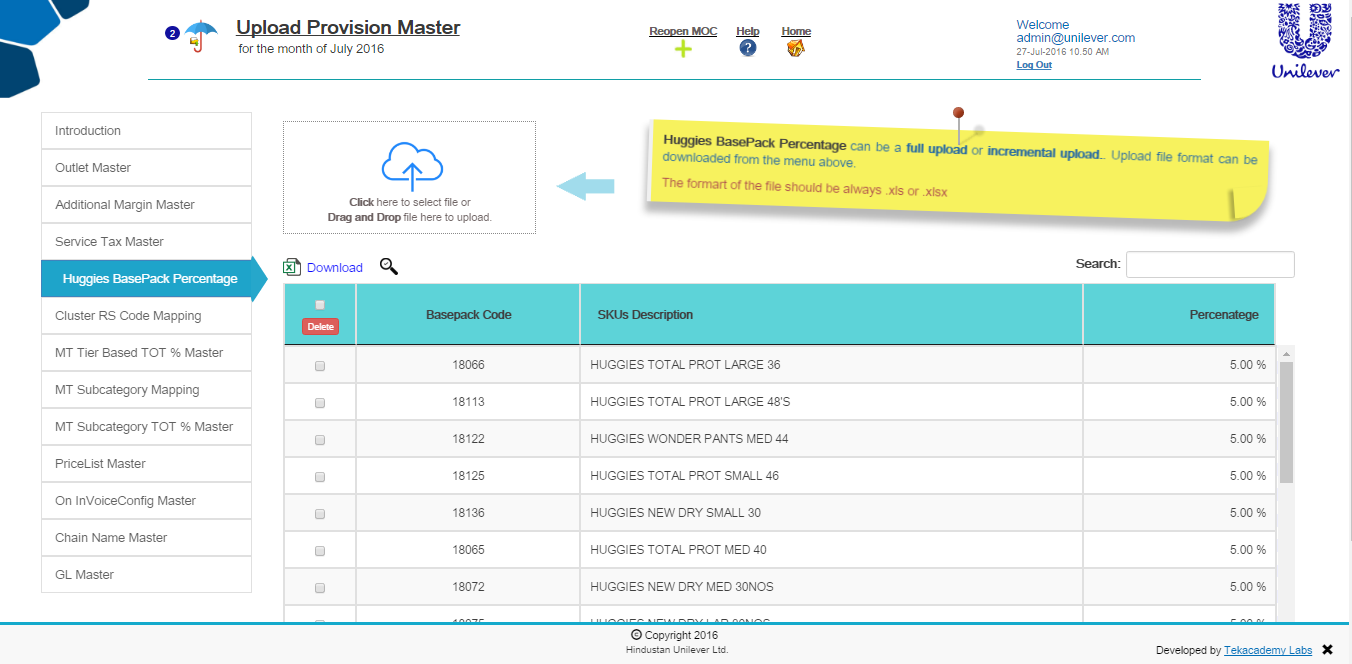 2
Upload Provision Master
for the month of July 2016
Reopen MOC
Help
Home
Welcome
admin@unilever.com
27-Jul-2016 10.50 AM
Log Out
Unilever
Introduction
Outlet Master
Additional Margin Master
Service Tax Master
Huggies BasePack Percentage
Cluster RS Code Mapping
MT Tier Based TOT % Master
MT Subcategory Mapping
MT Subcategory TOT % Master
PriceList Master
On InVoiceConfig Master
Chain Name Master
GL Master
Click here to select file or
Drag and Drop file here to upload.
Huggies BasePack Percentage can be a full upload or incremental upload.. Upload file format can be
downloaded from the menu above.
The formart of the file should be always .xls or .xlsx
Download
Search:
Delete
Basepack Code
SKUs Description
Percenatege
18066 HUGGIES TOTAL PROT LARGE 36 5.00 %
18113 HUGGIES TOTAL PROT LARGE 48'S 5.00 %
18122 HUGGIES WONDER PANTS MED 44 5.00 %
18125 HUGGIES TOTAL PROT SMALL 46 5.00 %
18136 HUGGIES NEW DRY SMALL 30 5.00 %
18065 HUGGIES TOTAL PROT MED 40 5.00 %
18072 HUGGIES NEW DRY MED 30NOS 5.00 %
© Copyright 2016
Hindustan Unilever Ltd.
Developed by Tekacademy Labs